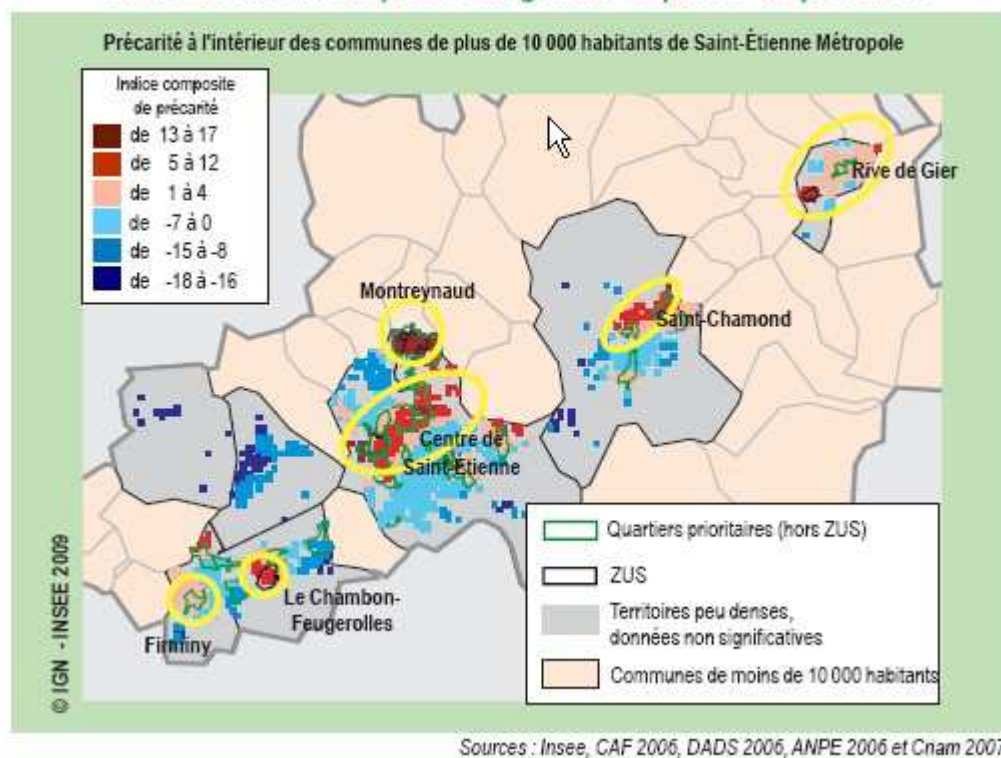 Précarité à l'intérieur des communes de plus de 10 000 habitants de Saint-Étienne Métropole
Indice composite
de précarité
de 13 à 17
de 5 à 12
de 1 à 4
de -7 à 0
de -15 à -8
de -18 à -16
Rive de Gier
Montreynaud
Saint-Chamond
Centre de
Saint-Etienne
Le Chambon-
Feugerolles
Firminy
Quartiers prioritaires (hors ZUS)
ZUS
Territoires peu denses,
données non significatives
Communes de moins de 10 000 habitants
© IGN - INSEE 2009
Sources : Insee, CAF 2006, DADS 2006, ANPE 2006 et Cnam 2007